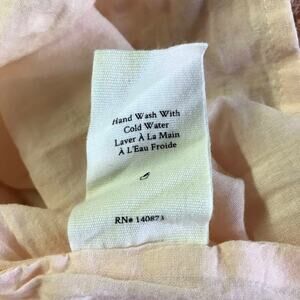 Hand Wash With
Cold Water
Laver À La Main
À L'Eau Froide
RN# 140873